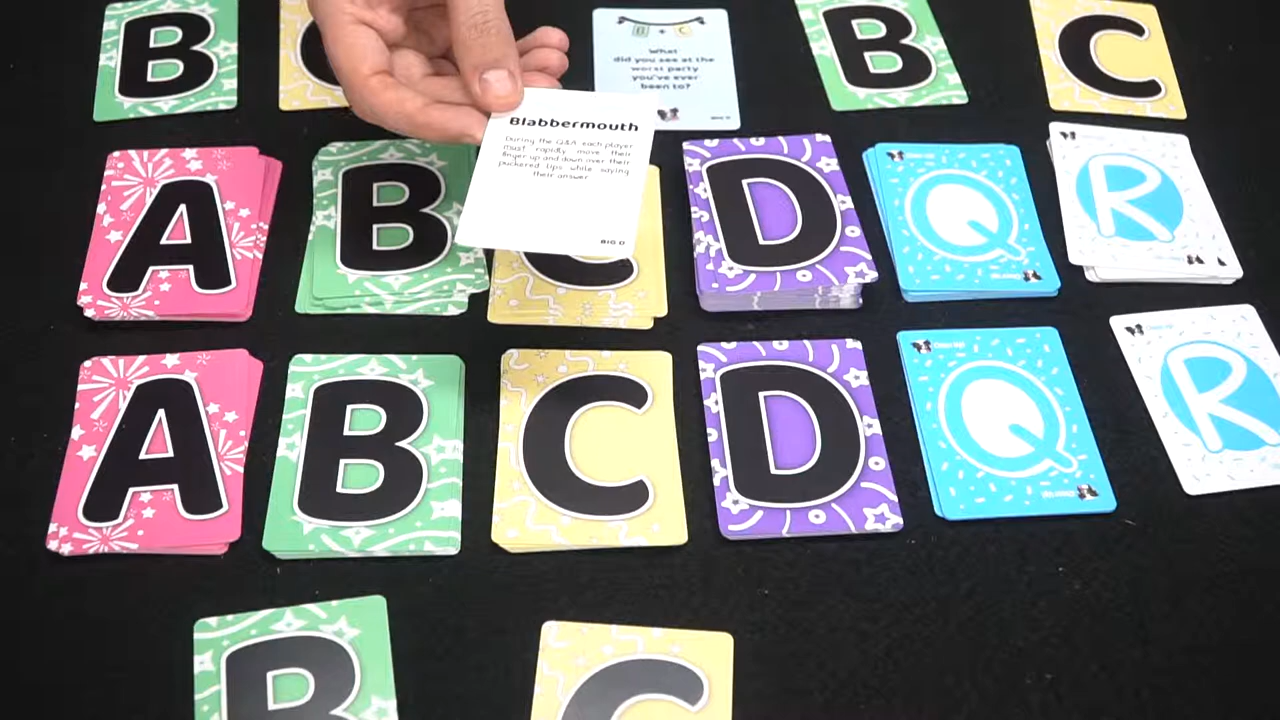 B
C
B + C
What
did you see at the
worst party
you've ever
been to?
BIG D
B
C
Blabbermouth
During the Q&A each player
must rapidly move their
finger up and down over their
puckered lips while saying
their answer
BIG D
A
B
C
D
Q
R
A
B
C
D
Q
R
B
C